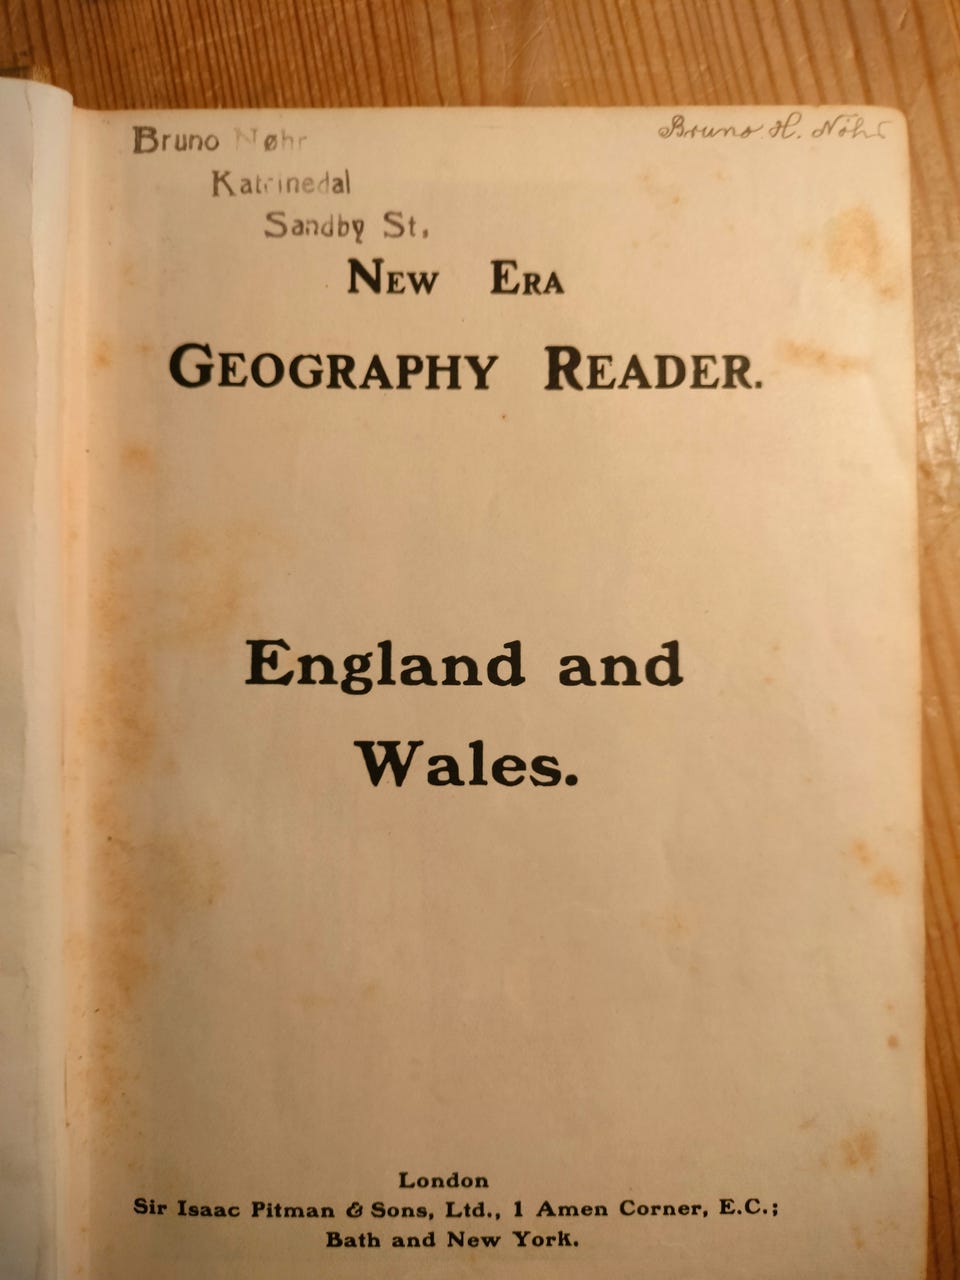 Bruno Nøhr
Bruno H. Nöhr
Katrinedal
Sandby St.
New Era
Geography Reader.
England and
Wales.
London
Sir Isaac Pitman & Sons, Ltd., 1 Amen Corner, E.C.;
Bath and New York.